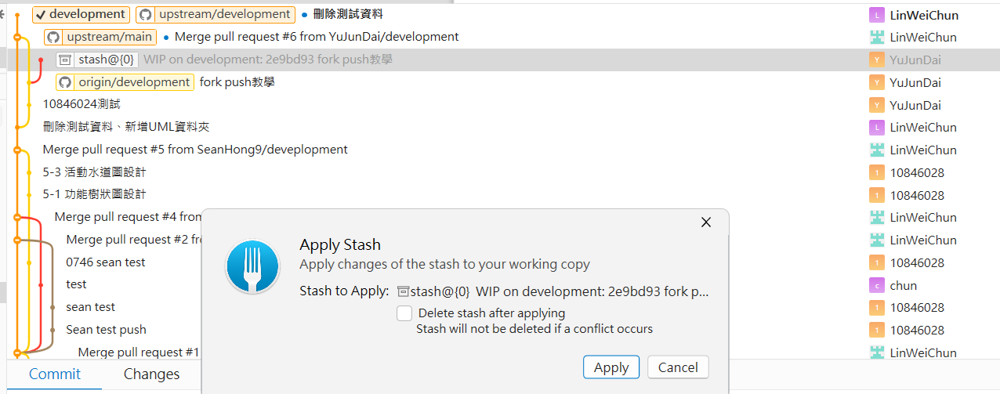 development upstream/development 刪除測試資料 LinWeiChun
upstream/main Merge pull request #6 from YuJunDai/development LinWeiChun
stash@{0} WIP on development: 2e9bd93 fork push教學 Y YuJunDai
origin/development fork push教學 Y YuJunDai
10846024測試 Y YuJunDai
刪除測試資料、新增UML資料夾 L LinWeiChun
Merge pull request #5 from SeanHong9/deveplopment LinWeiChun
5-3 活動水道圖設計 1 10846028
5-1 功能樹狀圖設計 1 10846028
Merge pull request #4 from LinWeiChun
Merge pull request #2 fro LinWeiChun
0746 sean test 1 10846028
test c chun
sean test 1 10846028
Sean test push 1 10846028
Merge pull request #1 LinWeiChun
Commit Changes
Apply Stash
Apply changes of the stash to your working copy
Stash to Apply: stash@{0} WIP on development: 2e9bd93 fork p...
Delete stash after applying
Stash will not be deleted if a conflict occurs
Apply Cancel